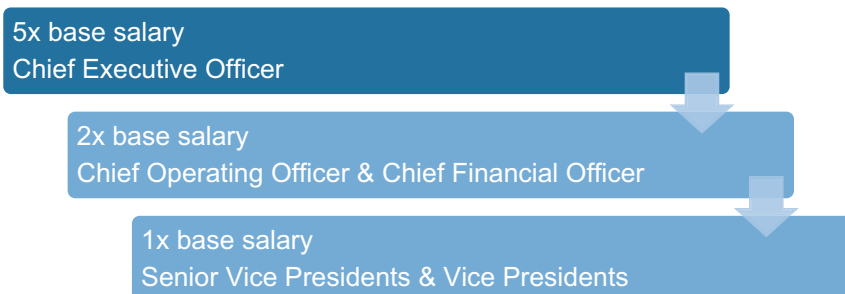 5x base salary
Chief Executive Officer
2x base salary
Chief Operating Officer & Chief Financial Officer
1x base salary
Senior Vice Presidents & Vice Presidents